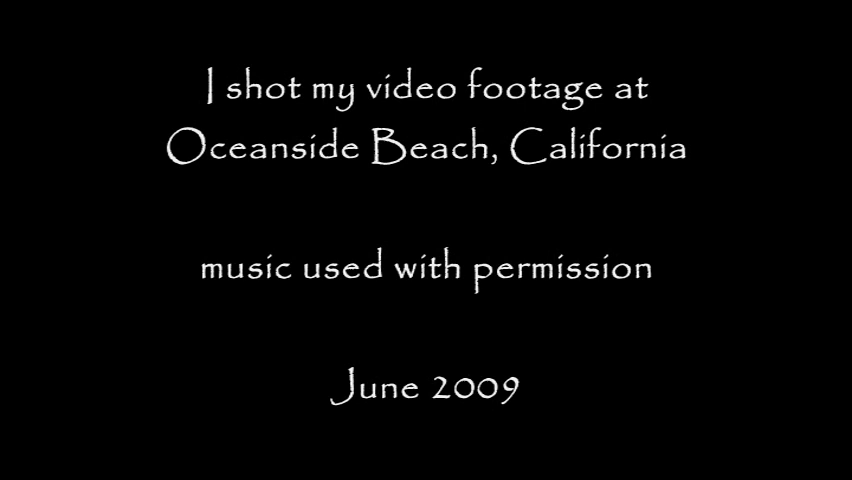 I shot my video footage at
Oceanside Beach, California
music used with permission
June 2009